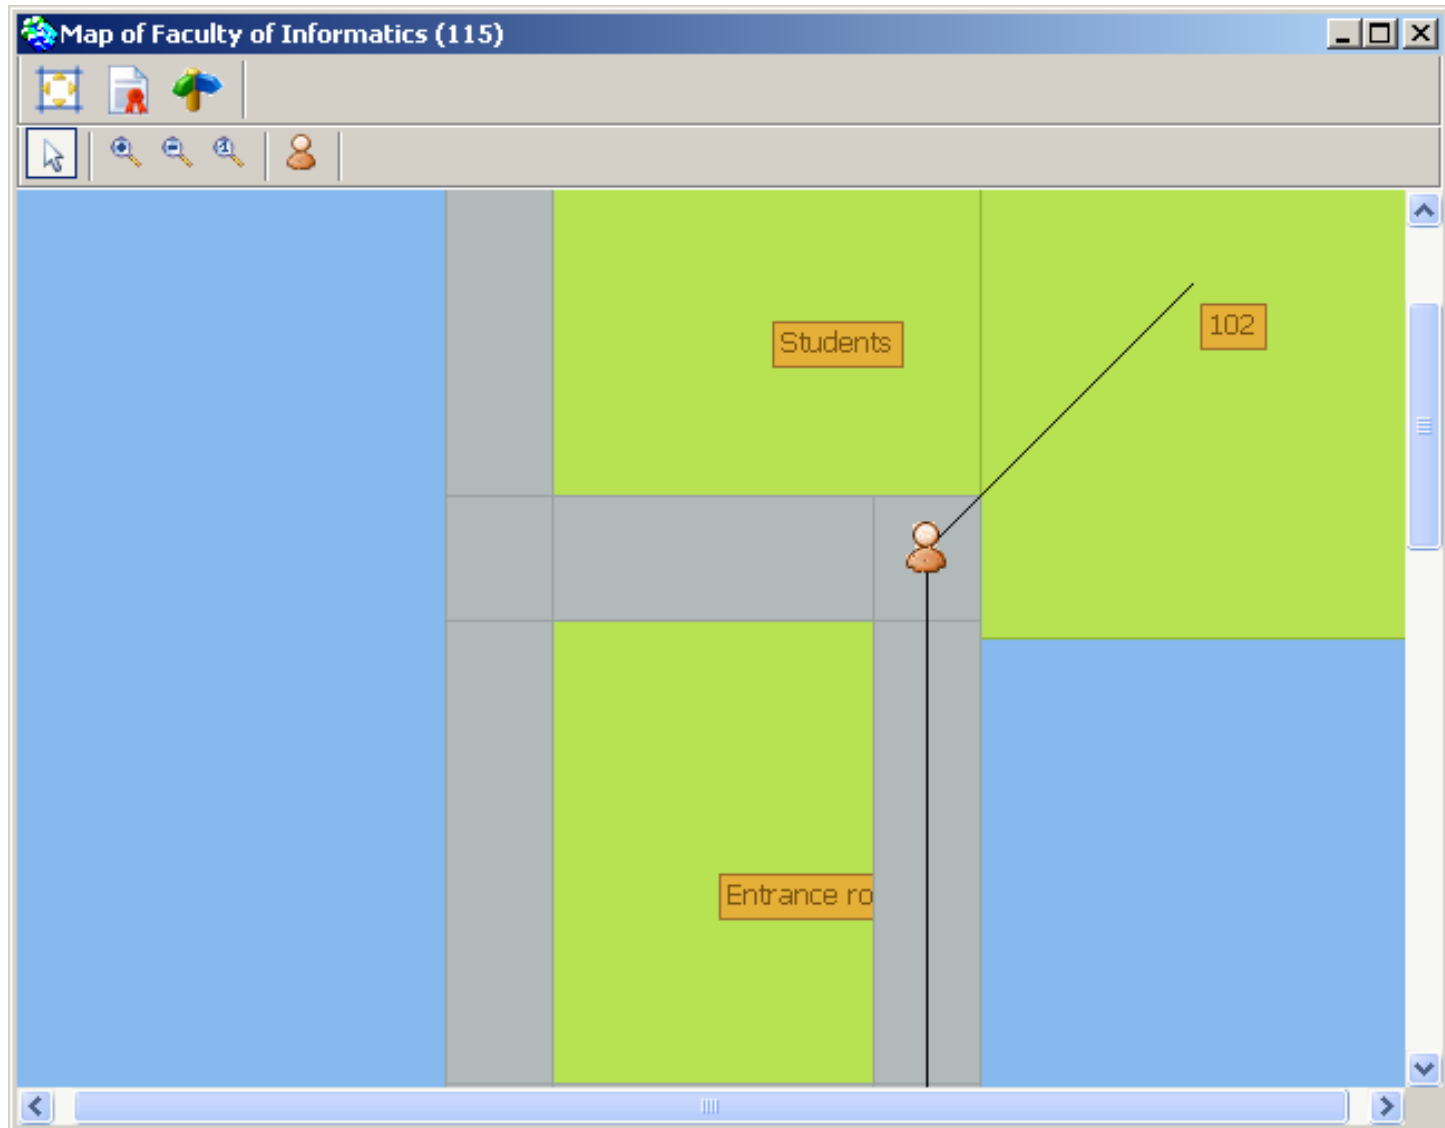 Map of Faculty of Informatics (115)
Students
102
Entrance ro